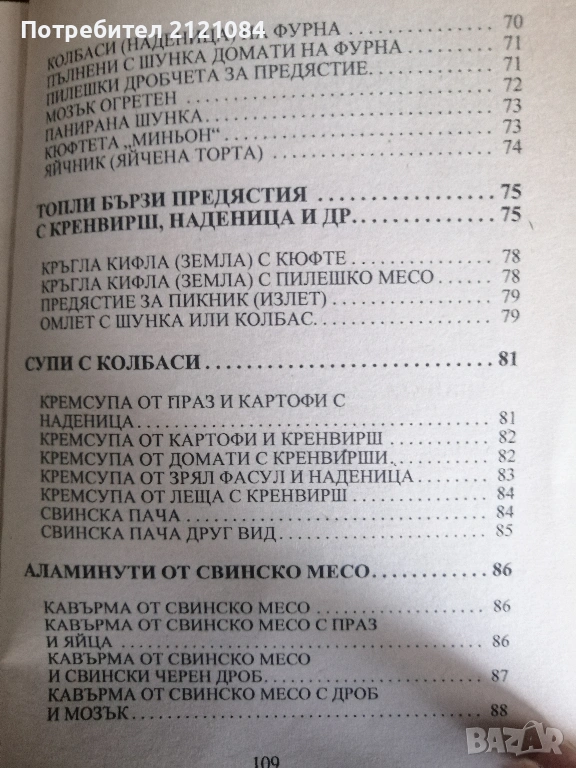 Потребител 2121084
70
КОЛБАСИ (НАДЕНИЦА) НА ФУРНА
ПЪЛНЕНИ С ШУНКА ДОМАТИ НА ФУРНА . 71
ПИЛЕШКИ ДРОБЧЕТА ЗА ПРЕДЯСТИЕ. 71
МОЗЪК ОГРЕТЕН 72
ПАНИРАНА ШУНКА 73
КЮФТЕТА „МИНЬОН" 73
ЯЙЧНИК (ЯЙЧЕНА ТОРТА) 74
ТОПЛИ БЪРЗИ ПРЕДЯСТИЯ 75
С КРЕНВИРШ, НАДЕНИЦА И ДР. 75
КРЪГЛА КИФЛА (ЗЕМЛА) С КЮФТЕ 78
КРЪГЛА КИФЛА (ЗЕМЛА) С ПИЛЕШКО МЕСО 78
ПРЕДЯСТИЕ ЗА ПИКНИК (ИЗЛЕТ) 79
ОМЛЕТ С ШУНКА ИЛИ КОЛБАС. 79
СУПИ С КОЛБАСИ 81
КРЕМСУПА ОТ ПРАЗ И КАРТОФИ С
НАДЕНИЦА 81
КРЕМСУПА ОТ КАРТОФИ И КРЕНВИРШ 82
КРЕМСУПА ОТ ДОМАТИ С КРЕНВИРШИ 82
КРЕМСУПА ОТ ЗРЯЛ ФАСУЛ И НАДЕНИЦА 83
КРЕМСУПА ОТ ЛЕЩА С КРЕНВИРШ 84
СВИНСКА ПАЧА 84
СВИНСКА ПАЧА ДРУГ ВИД 85
АЛАМИНУТИ ОТ СВИНСКО МЕСО 86
КАВЪРМА ОТ СВИНСКО МЕСО 86
КАВЪРМА ОТ СВИНСКО МЕСО С ПРАЗ
И ЯЙЦА 86
КАВЪРМА ОТ СВИНСКО МЕСО
И СВИНСКИ ЧЕРЕН ДРОБ 87
КАВЪРМА ОТ СВИНСКО МЕСО С ДРОБ
И МОЗЪК 88
109
BAZAR